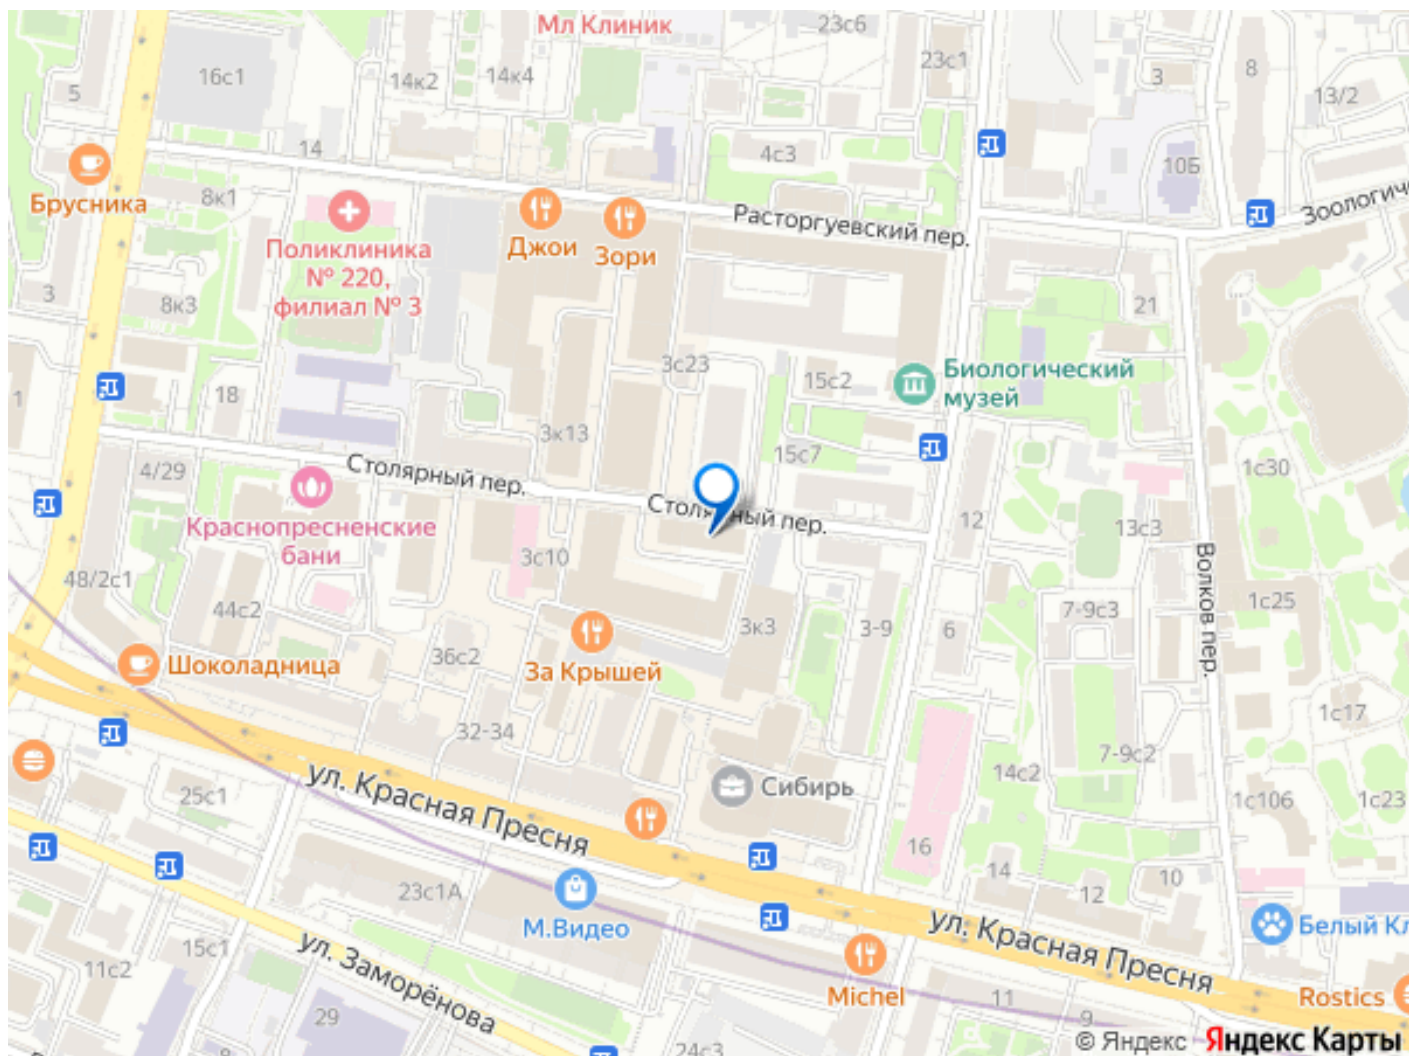 Мл Клиник
23с6
23с1
16с1
14к2
14к4
5
3
8
13/2
14
4с3
10Б
Брусника
8к1
Джои
Зори
Расторгуевский пер.
Поликлиника
№ 220,
филиал № 3
3
8к3
21
3с23
15с2
Биологический
музей
1
18
3к13
15с7
4/29
Столярный пер.
Столярный пер.
1с30
Краснопресненские
бани
12
13с3
3с10
48/2с1
44с2
Волков пер.
1с25
7-9с3
3к3
3-9
6
36с2
Шоколадница
За Крышей
1с17
32-34
7-9с2
14с2
Сибирь
1с106
1с23
25с1
ул. Красная Пресня
16
14
12
10
23с1А
М.Видео
ул. Красная Пресня
Белый Кл
15с1
11с2
ул. Заморёнова
Michel
11
9
Rostics
29
24с3
© Яндекс Яндекс Карты